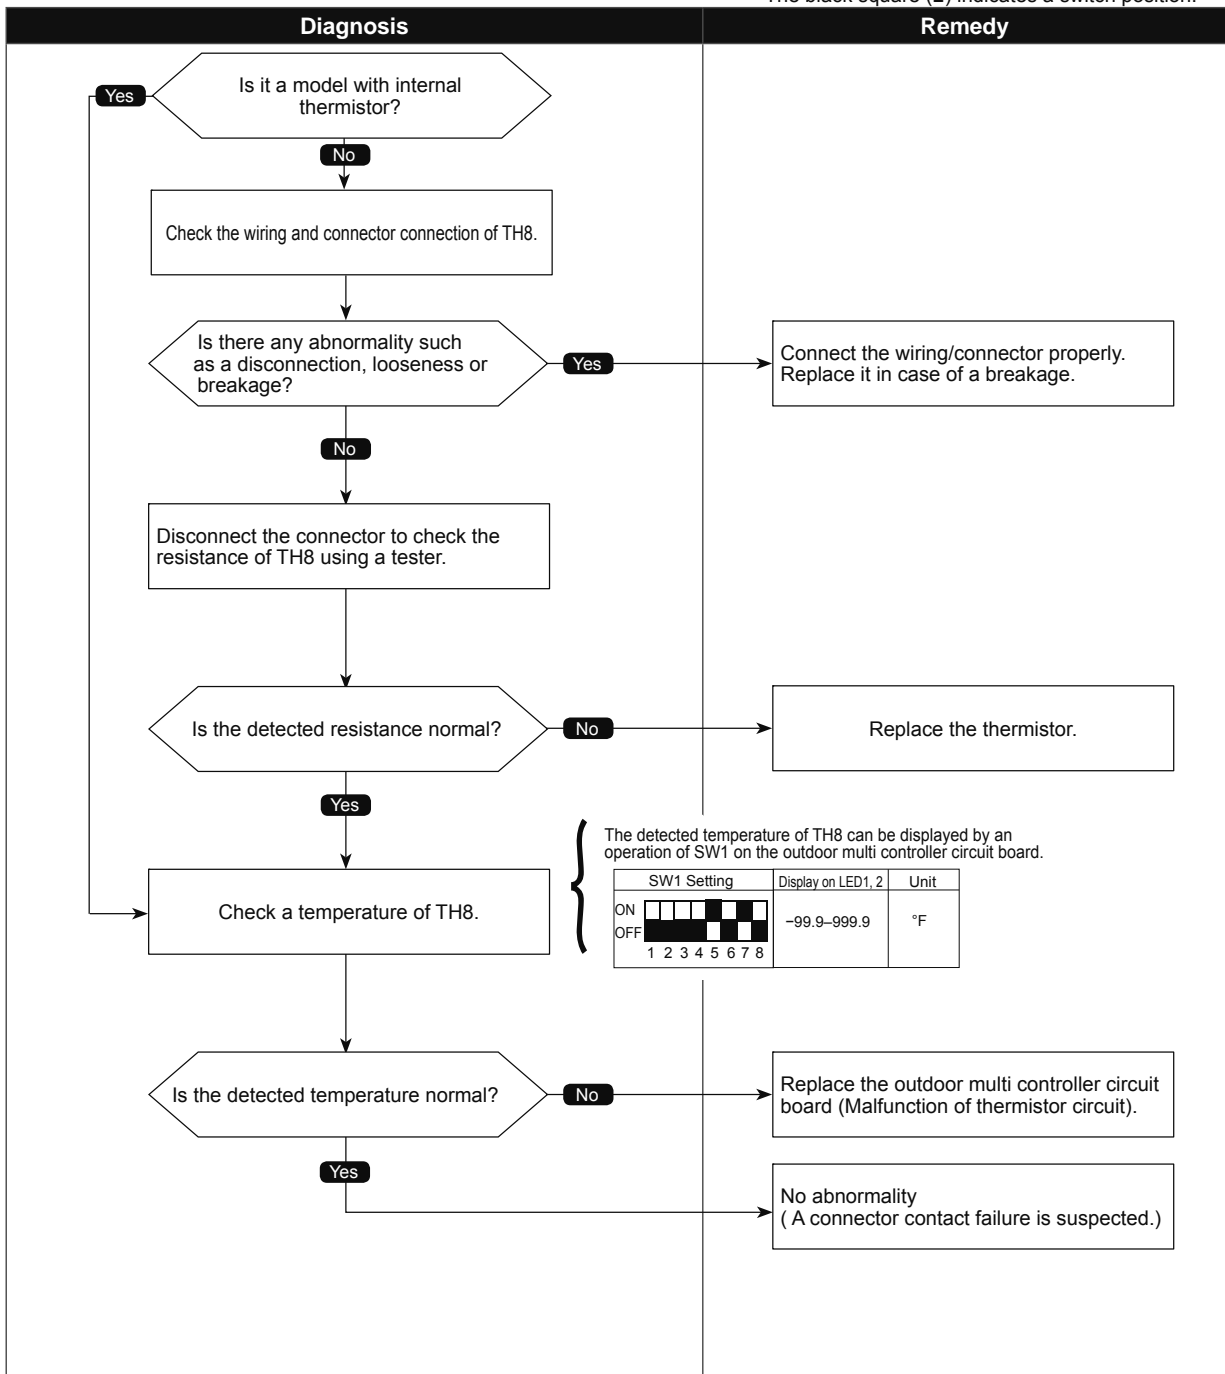 The black square (■) indicates a switch position.
Diagnosis
Remedy
Is it a model with internal
thermistor?
Yes
No
Check the wiring and connector connection of TH8.
Is there any abnormality such
as a disconnection, looseness or
breakage?
Yes
Connect the wiring/connector properly.
Replace it in case of a breakage.
No
Disconnect the connector to check the
resistance of TH8 using a tester.
Is the detected resistance normal?
No
Replace the thermistor.
Yes
The detected temperature of TH8 can be displayed by an
operation of SW1 on the outdoor multi controller circuit board.
SW1 Setting
Display on LED1, 2
Unit
ON
OFF
1 2 3 4 5 6 7 8
−99.9–999.9
°F
Check a temperature of TH8.
Is the detected temperature normal?
No
Replace the outdoor multi controller circuit
board (Malfunction of thermistor circuit).
Yes
No abnormality
( A connector contact failure is suspected.)